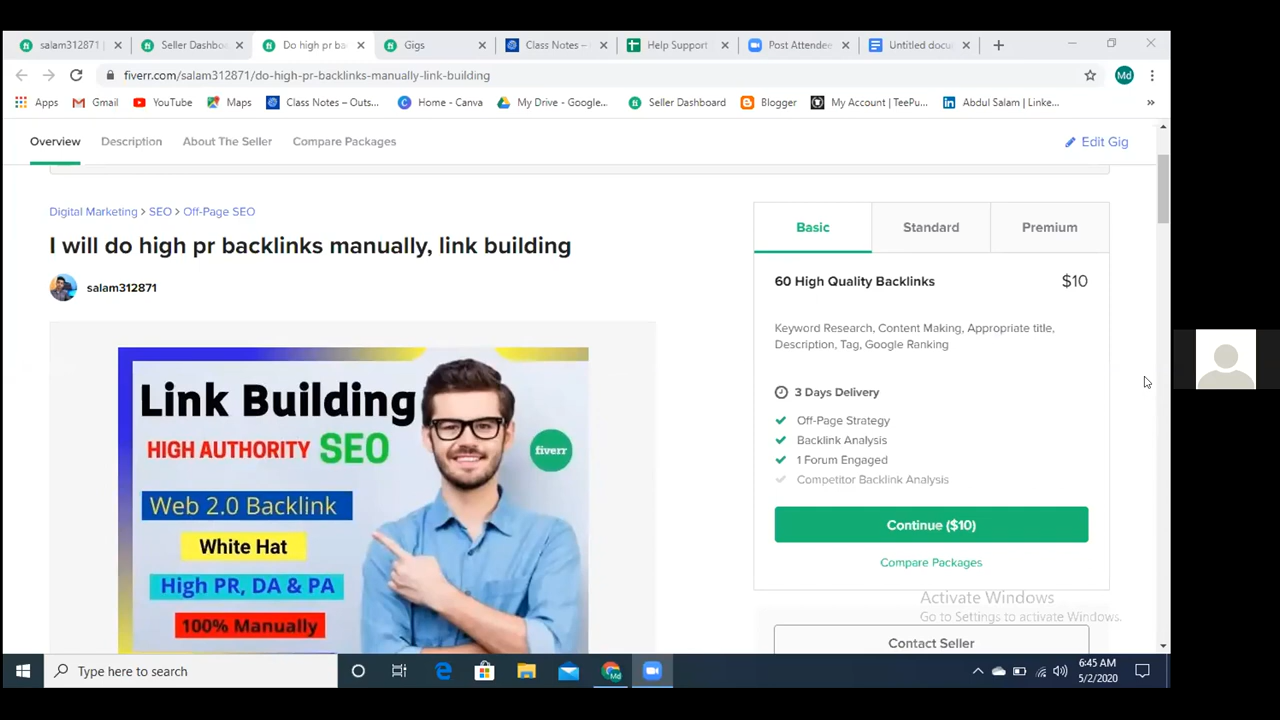 salam312871 |
Seller Dashboa
Do high pr ba
Gigs
Class Notes –
Help Support
Post Attendee
Untitled docu
fiverr.com/salam312871/do-high-pr-backlinks-manually-link-building
Md
Apps
Gmail
YouTube
Maps
Class Notes – Outs...
Home - Canva
My Drive - Google...
Seller Dashboard
Blogger
My Account | TeePu...
Abdul Salam | Linke...
Overview
Description
About The Seller
Compare Packages
Edit Gig
Digital Marketing > SEO > Off-Page SEO
I will do high pr backlinks manually, link building
salam312871
Link Building
HIGH AUTHORITY SEO
fiverr
Web 2.0 Backlink
White Hat
High PR, DA & PA
100% Manually
Basic
Standard
Premium
60 High Quality Backlinks
$10
Keyword Research, Content Making, Appropriate title,
Description, Tag, Google Ranking
3 Days Delivery
Off-Page Strategy
Backlink Analysis
1 Forum Engaged
Competitor Backlink Analysis
Continue ($10)
Compare Packages
Activate Windows
Go to Settings to activate Windows.
Contact Seller
Type here to search
6:45 AM
5/2/2020